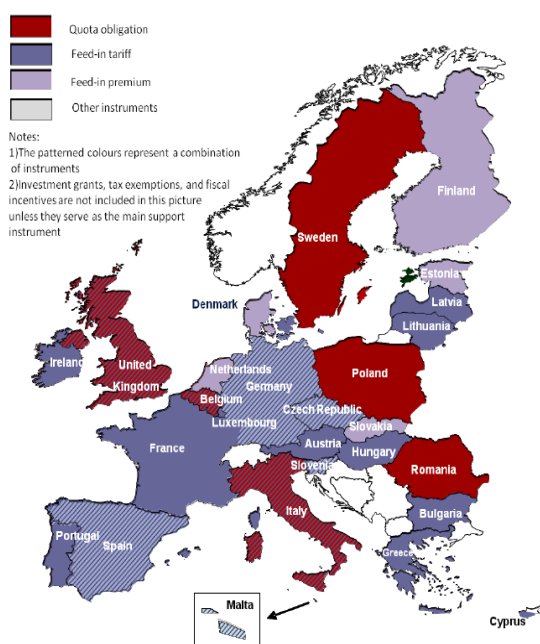 Quota obligation
Feed-in tariff
Feed-in premium
Other instruments
Notes:
1)The patterned colours represent a combination
of instruments
2)Investment grants, tax exemptions, and fiscal
incentives are not included in this picture
unless they serve as the main support
instrument
Finland
Sweden
Estonia
Latvia
Denmark
Lithuania
Ireland
United
Kingdom
Netherlands
Germany
Poland
Belgium
Czech Republic
Luxembourg
Slovakia
France
Austria
Hungary
Slovenia
Romania
Italy
Bulgaria
Portugal
Spain
Greece
Malta
Cyprus